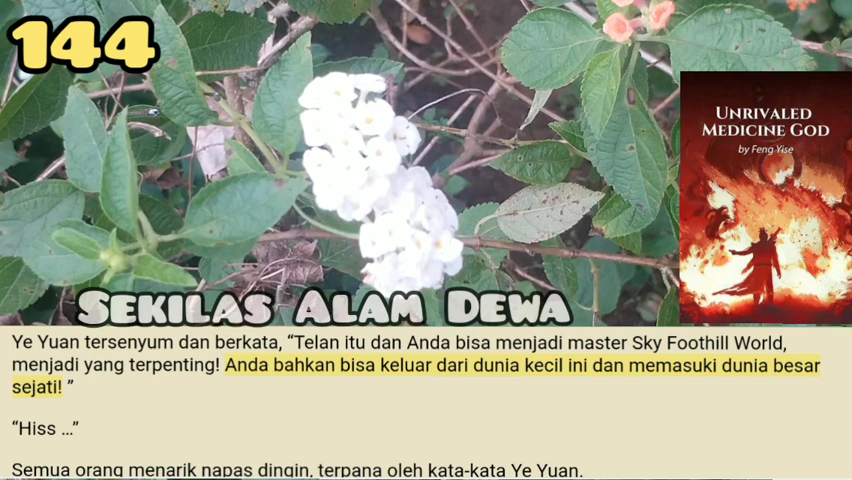 144
UNRIVALED
MEDICINE GOD
by Feng Yise
SEKILAS ALAM DEWA
Ye Yuan tersenyum dan berkata, “Telan itu dan Anda bisa menjadi master Sky Foothill World,
menjadi yang terpenting! Anda bahkan bisa keluar dari dunia kecil ini dan memasuki dunia besar
sejati! ”
“Hiss …”
Semua orang menarik napas dingin, terpana oleh kata-kata Ye Yuan.